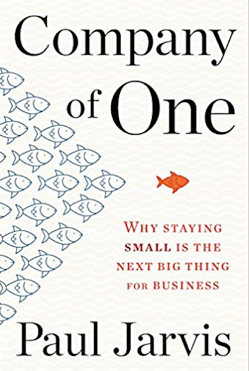 Company
of One
WHY STAYING
SMALL IS THE
NEXT BIG THING
FOR BUSINESS
Paul Jarvis